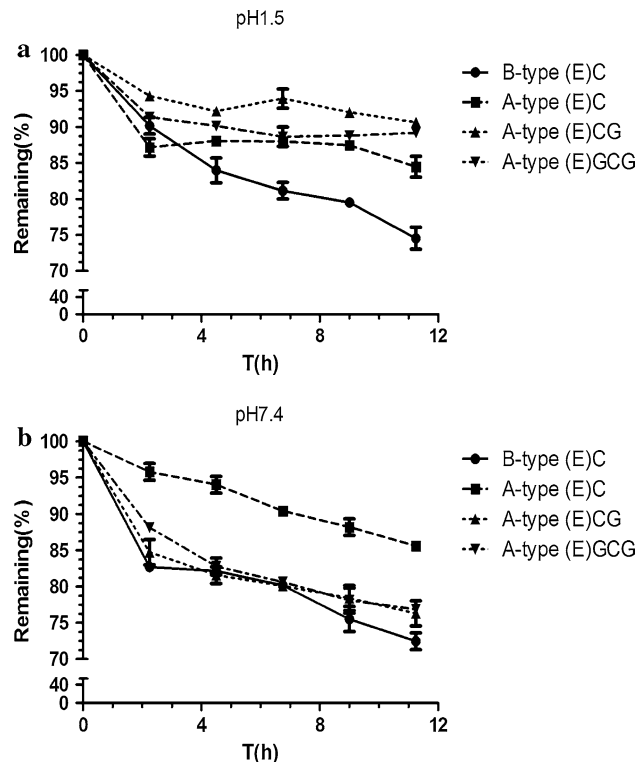 pH1.5
a
100
95
90
85
80
75
70
40
0
Remaining(%)
0 4 8 12
T(h)
B-type (E)C
A-type (E)C
A-type (E)CG
A-type (E)GCG
pH7.4
b
100
95
90
85
80
75
70
40
0
Remaining(%)
0 4 8 12
T(h)
B-type (E)C
A-type (E)C
A-type (E)CG
A-type (E)GCG